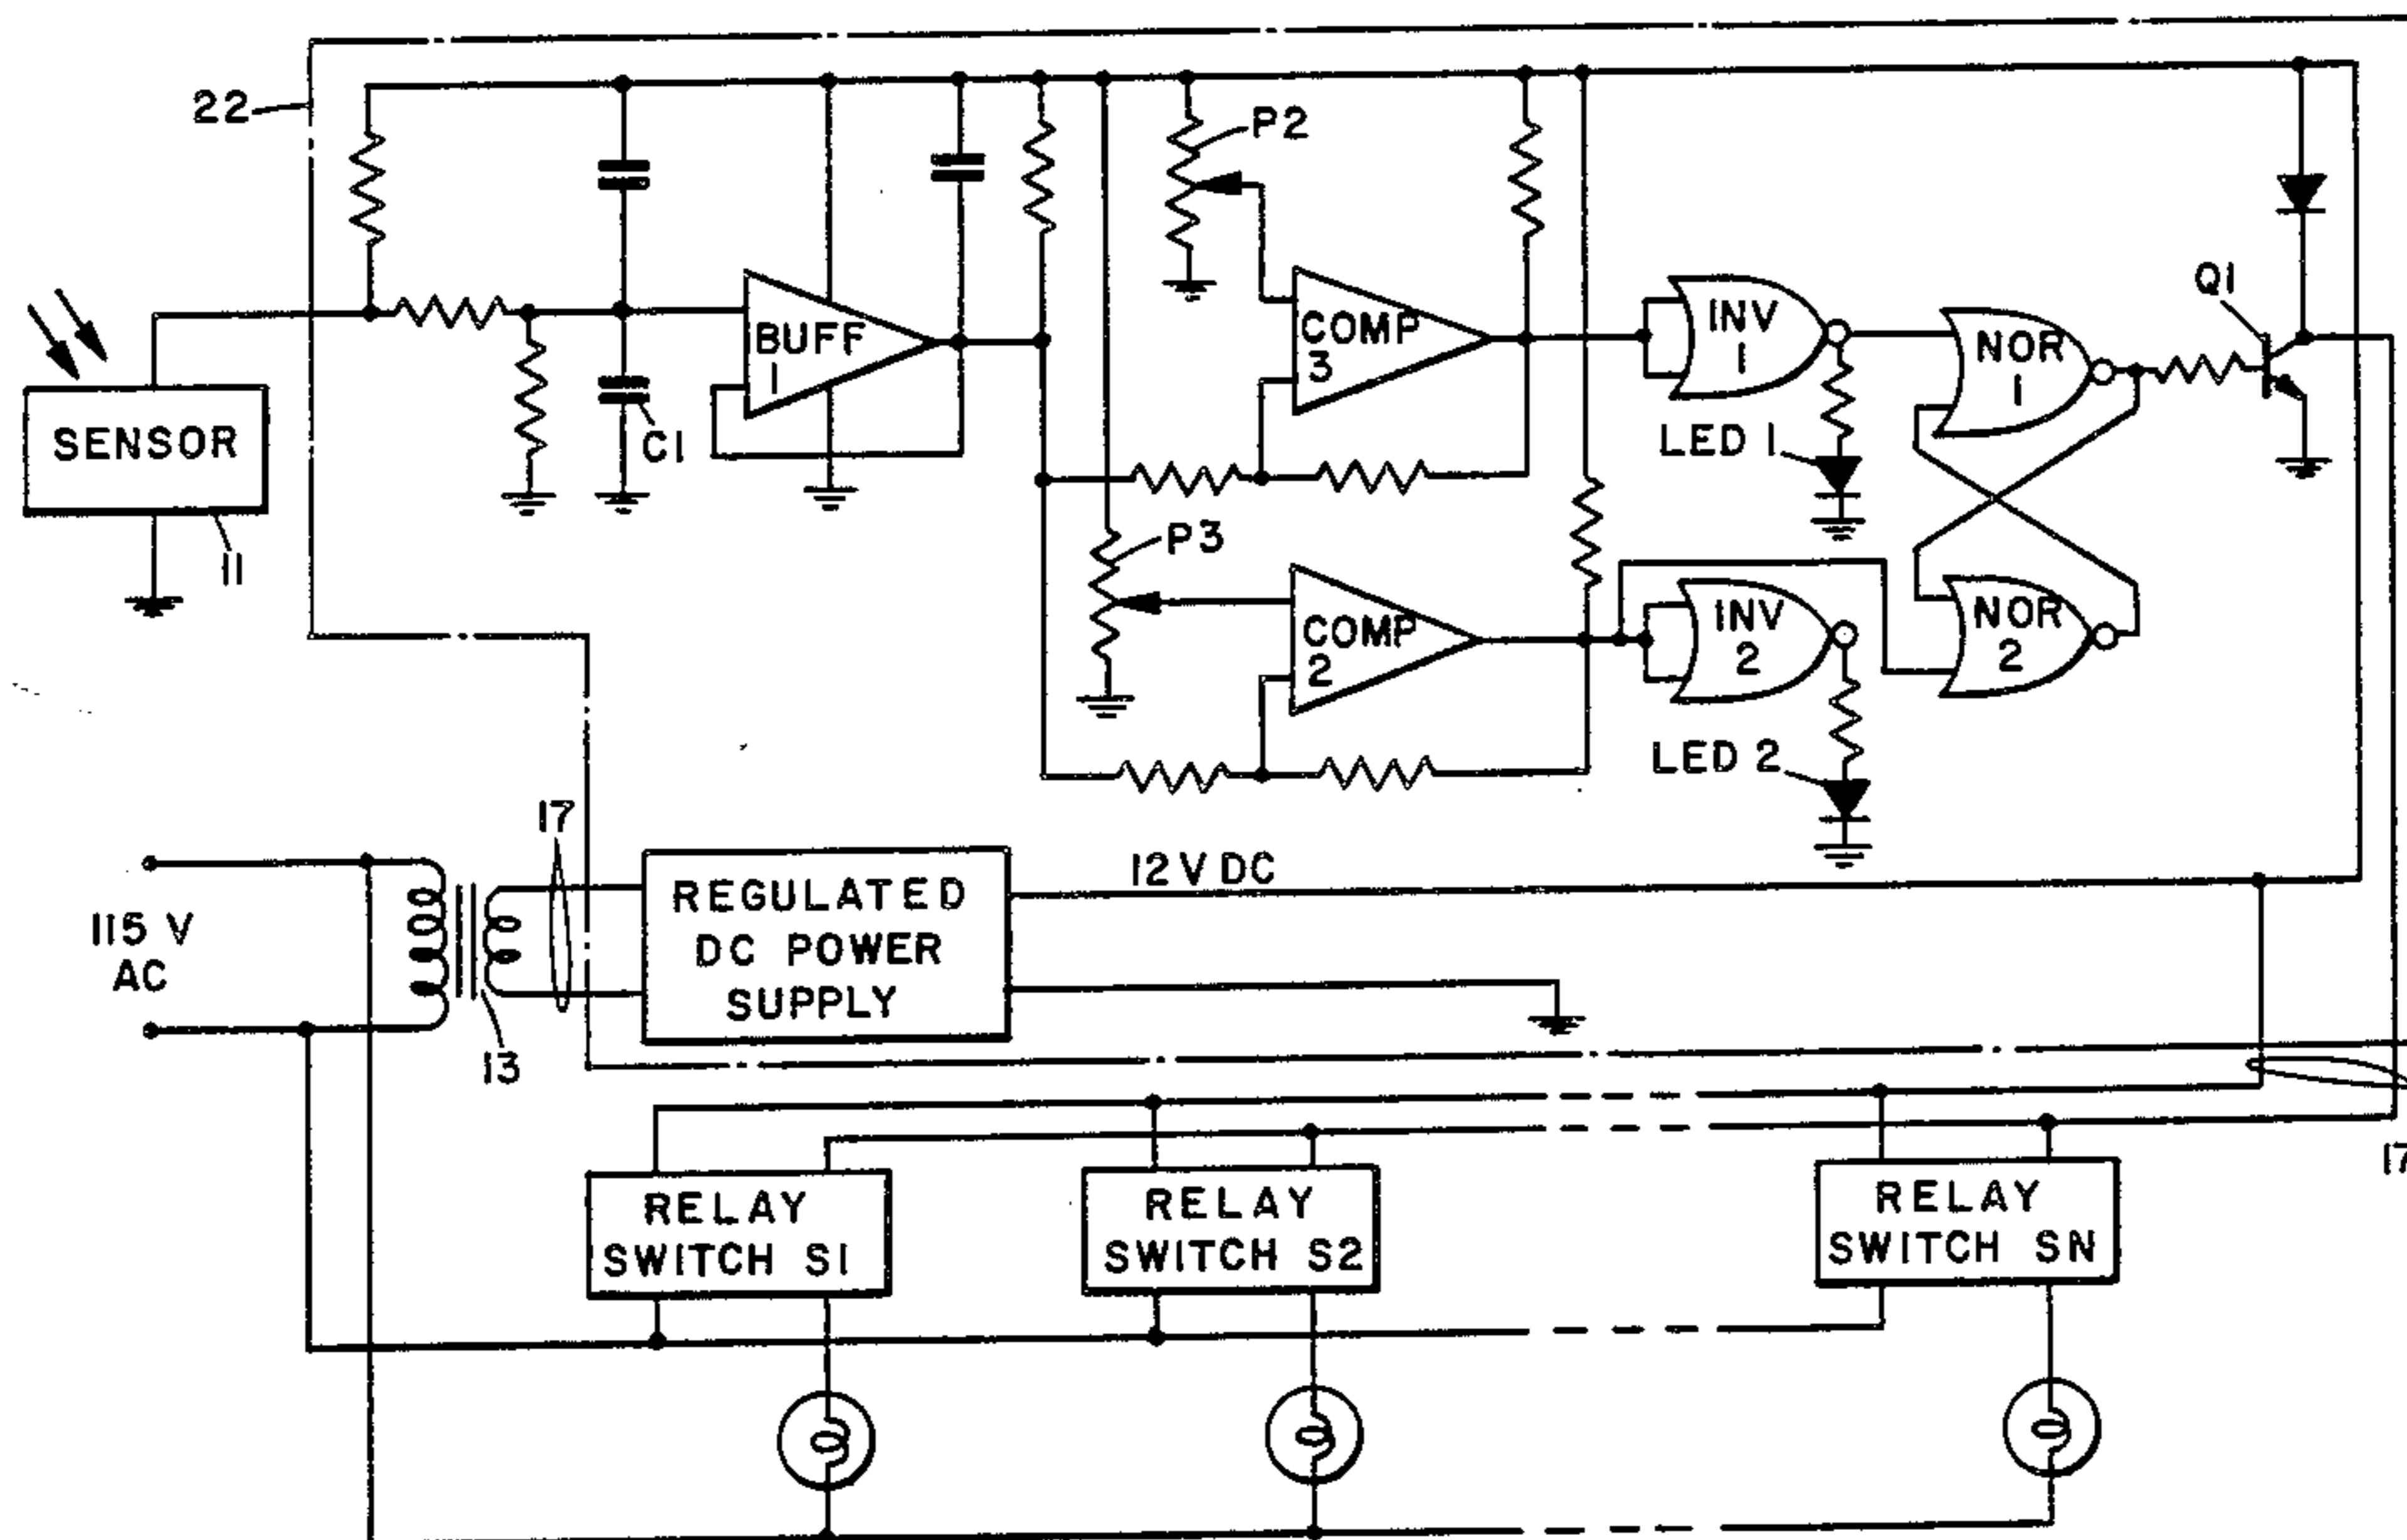 22
P2
Q1
BUFF
1
COMP
3
INV
1
NOR
1
SENSOR
C1
LED 1
11
P3
COMP
2
INV
2
NOR
2
LED 2
17
115 V
AC
REGULATED
DC POWER
SUPPLY
12 V DC
13
17
RELAY
SWITCH S1
RELAY
SWITCH S2
RELAY
SWITCH SN